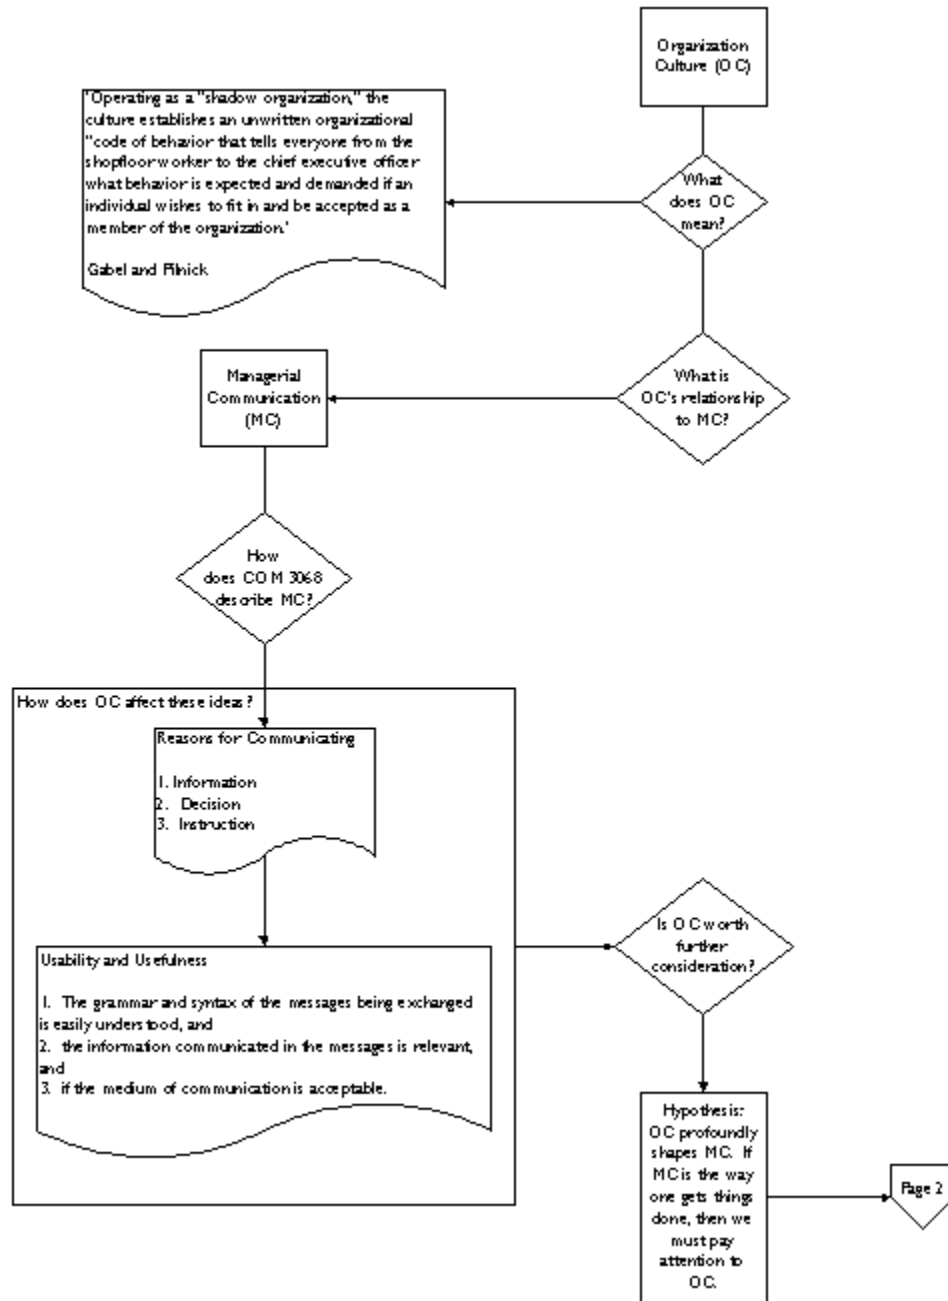 Organization
Culture (OC)
"Operating as a "shadow organization," the
culture establishes an unwritten organizational
"code of behavior that tells everyone from the
shopfloor worker to the chief executive officer
what behavior is expected and demanded if an
individual wishes to fit in and be accepted as a
member of the organization."
Gabel and Pilnick
What
does OC
mean?
Managerial
Communication
(MC)
What is
OC's relationship
to MC?
How
does COM 3068
describe MC?
How does OC affect these ideas?
Reasons for Communicating
1. Information
2. Decision
3. Instruction
Usability and Usefulness
1. The grammar and syntax of the messages being exchanged
is easily understood, and
2. the information communicated in the messages is relevant,
and
3. if the medium of communication is acceptable.
Is OC worth
further
consideration?
Hypothesis:
OC profoundly
shapes MC. If
MC is the way
one gets things
done, then we
must pay
attention to
OC.
Page 2